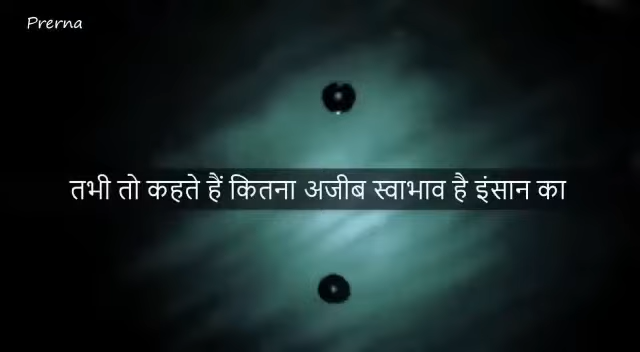 Prerna
तभी तो कहते हैं कितना अजीब स्वाभाव है इंसान का